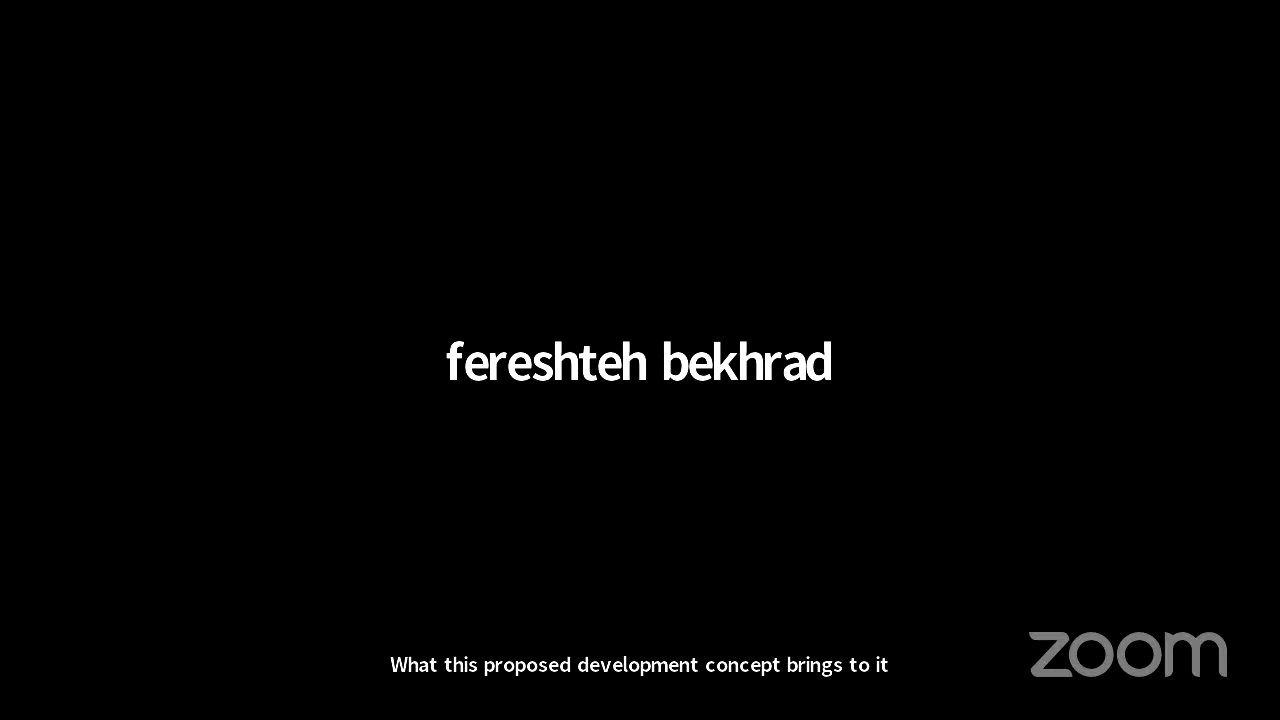 fereshteh bekhrad
What this proposed development concept brings to it
zoom